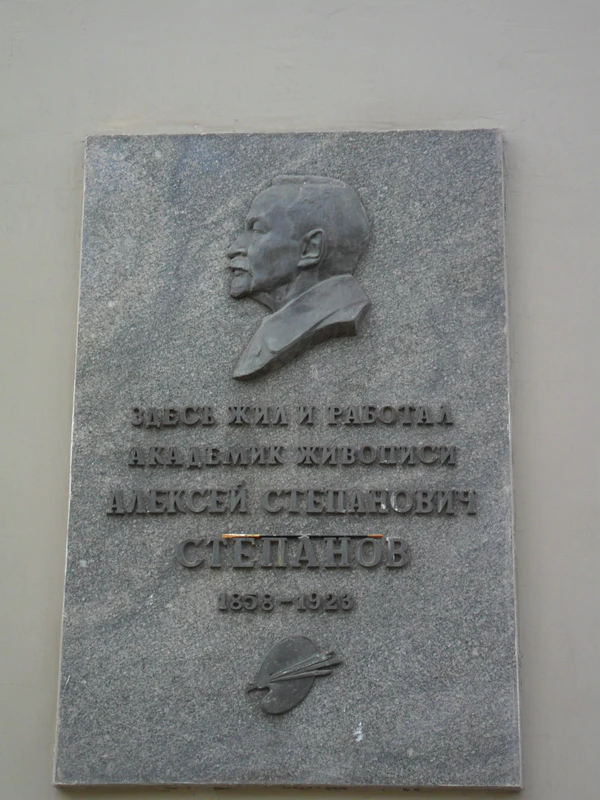 ЗДЕСЬ ЖИЛ И РАБОТАЛ
АКАДЕМИК ЖИВОПИСИ
АЛЕКСЕЙ СТЕПАНОВИЧ
СТЕПАНОВ
1858-1923